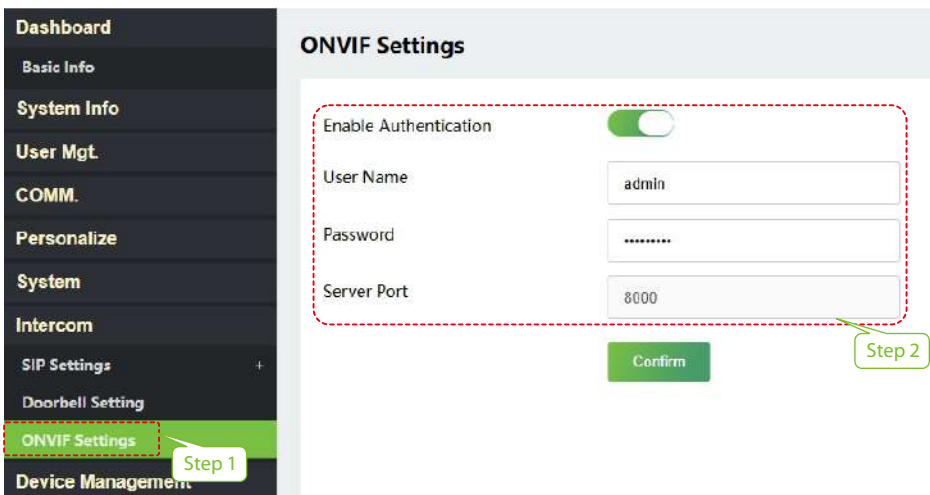 Dashboard
Basic Info
System Info
User Mgt.
COMM.
Personalize
System
Intercom
SIP Settings +
Doorbell Setting
ONVIF Settings
Step 1
Device Management
ONVIF Settings
Enable Authentication
User Name admin
Password •••••••••
Server Port 8000
Step 2
Confirm